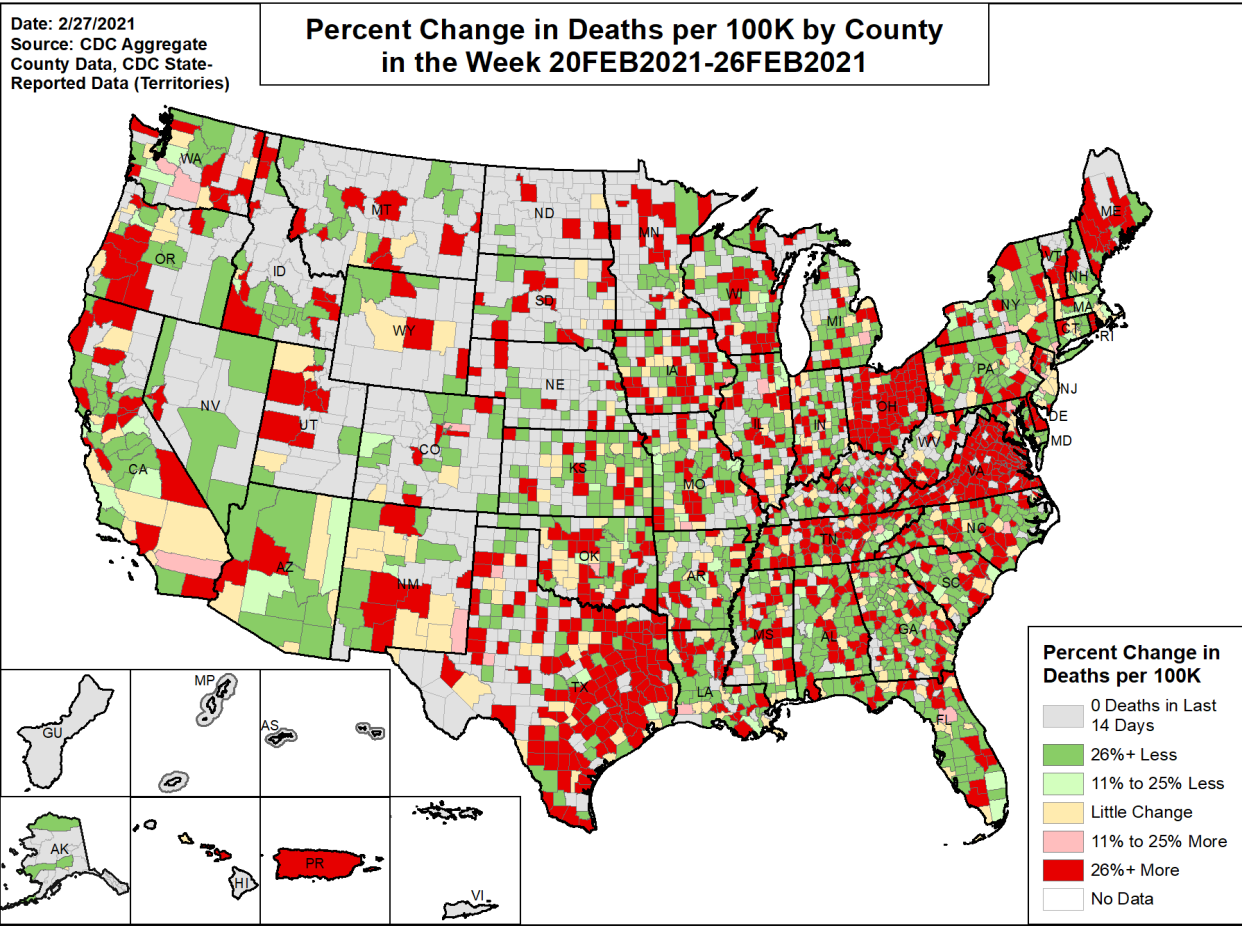 Date: 2/27/2021
Source: CDC Aggregate
County Data, CDC State-
Reported Data (Territories)
Percent Change in Deaths per 100K by County
in the Week 20FEB2021-26FEB2021
WA
MT
ND
MN
ME
OR
ID
SD
WI
VT
NH
WY
MI
NY
MA
CT
RI
NV
UT
NE
IA
PA
NJ
CO
IL
IN
OH
DE
MD
CA
KS
MO
KY
WV
VA
AZ
NM
OK
AR
TN
NC
SC
TX
LA
MS
AL
GA
FL
GU
MP
AS
AK
HI
PR
VI
Percent Change in
Deaths per 100K
0 Deaths in Last
14 Days
26%+ Less
11% to 25% Less
Little Change
11% to 25% More
26%+ More
No Data